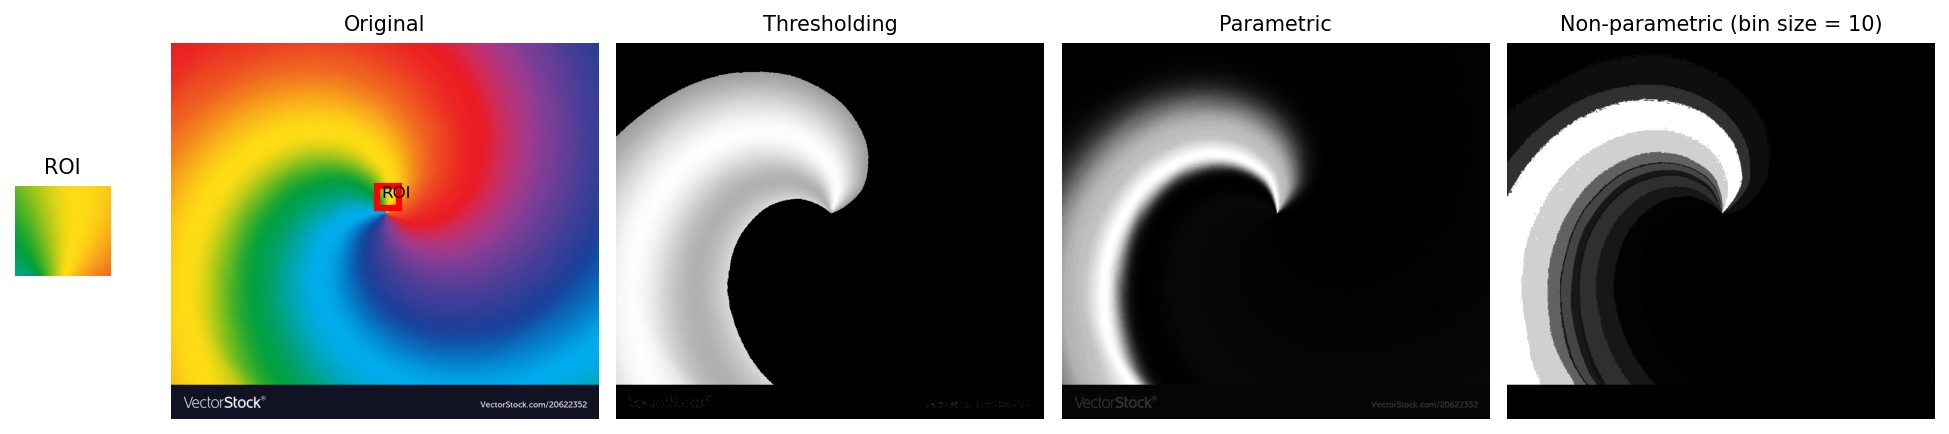 Original
Thresholding
Parametric
Non-parametric (bin size = 10)
ROI
ROI
VectorStock®
VectorStock.com/20622352
VectorStock®
VectorStock.com/20622352